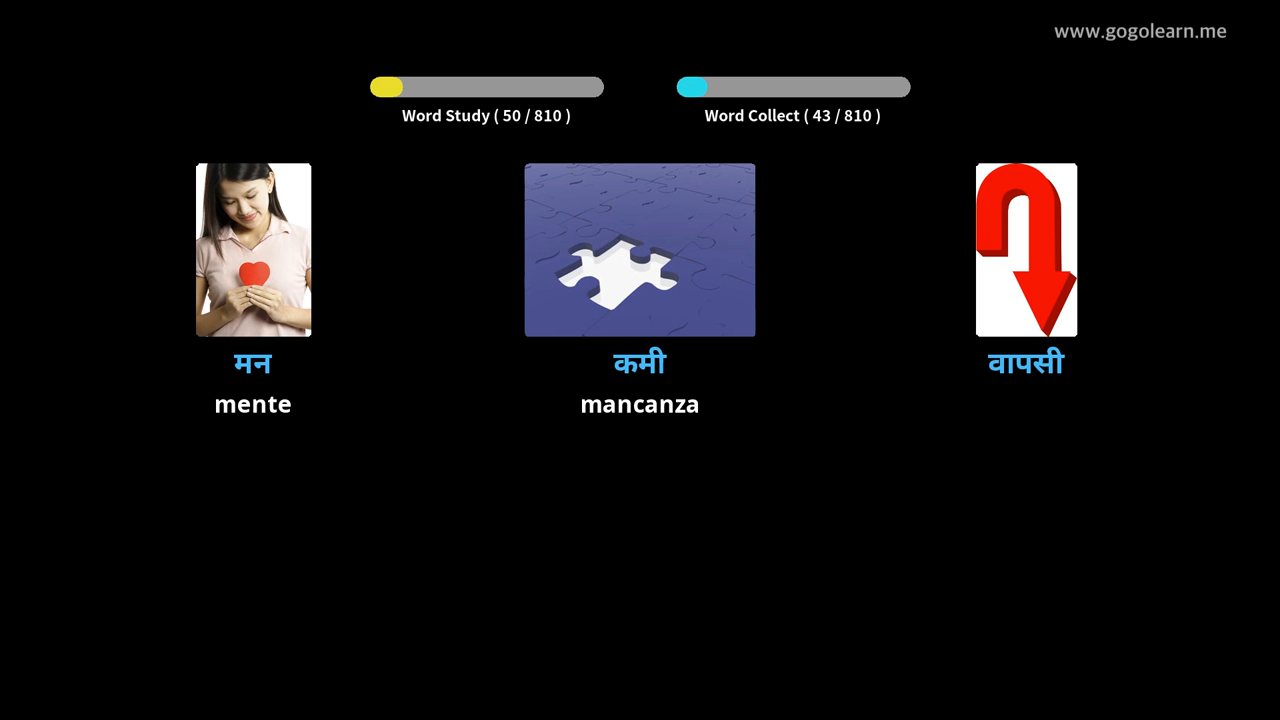 www.gogolearn.me
Word Study ( 50 / 810 )
Word Collect ( 43 / 810 )
मन
कमी
वापसी
mente
mancanza